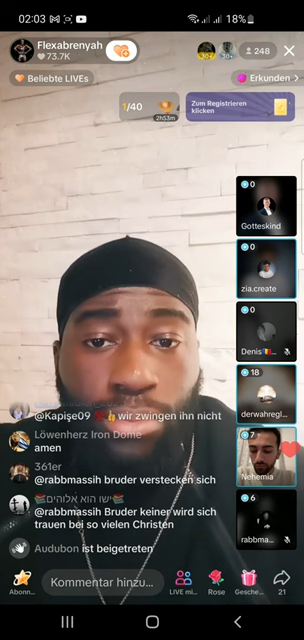 02:03
18%
Flexabrenyah
73.7K
30+
30+
248
Beliebte LIVEs
Erkunden >
1/40
2h53m
Zum Registrieren
klicken
0
Gotteskind
0
zia.create
0
Denis
18
derwahregl...
7
Nehemia
6
rabbma...
@Kapişe09 💯👍wir zwingen ihn nicht
Löwenherz Iron Dome
amen
361er
@rabbmassih Bruder verstecken sich
ישו הוא אלוהים
@rabbmassih Bruder keiner wird sich
trauen bei so vielen Christen
Audubon ist beigetreten
Kommentar hinzu...
Abonn...
LIVE mi...
Rose
Gesche...
21